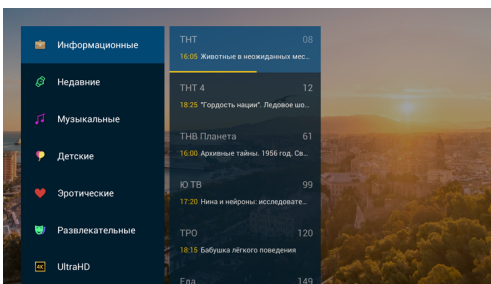 Информационные
Недавние
Музыкальные
Детские
Эротические
Развлекательные
4K UltraHD
ТНТ 08
16:05 Животные в неожиданных мес...
ТНТ 4 12
18:25 "Гордость нации". Ледовое шо...
ТНВ Планета 61
16:00 Архивные тайны. 1956 год. Св...
Ю ТВ 99
17:20 Нина и нейроны: исследовате...
ТРО 120
18:15 Бабушка лёгкого поведения
Еда 149